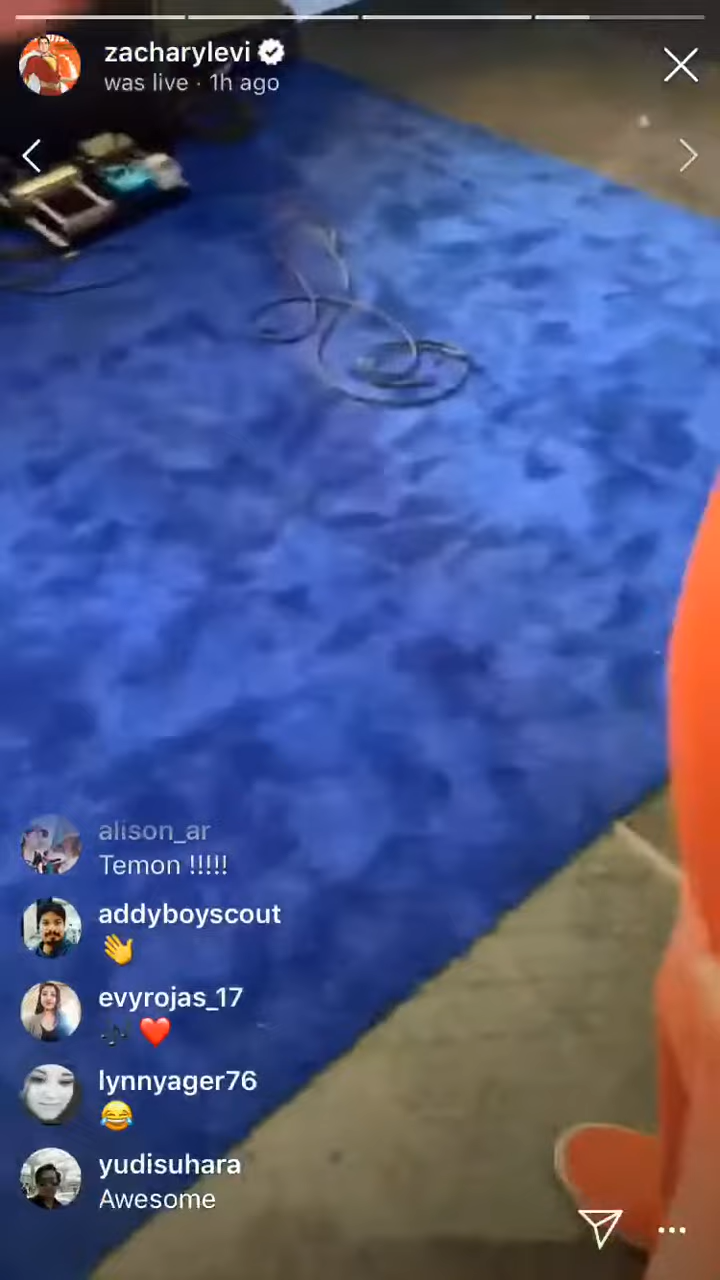 zacharylevi
was live · 1h ago
alison_ar
Temon !!!!!
addyboyscout
👋
evyrojas_17
🎶 ❤️
lynnyager76
😂
yudisuhara
Awesome